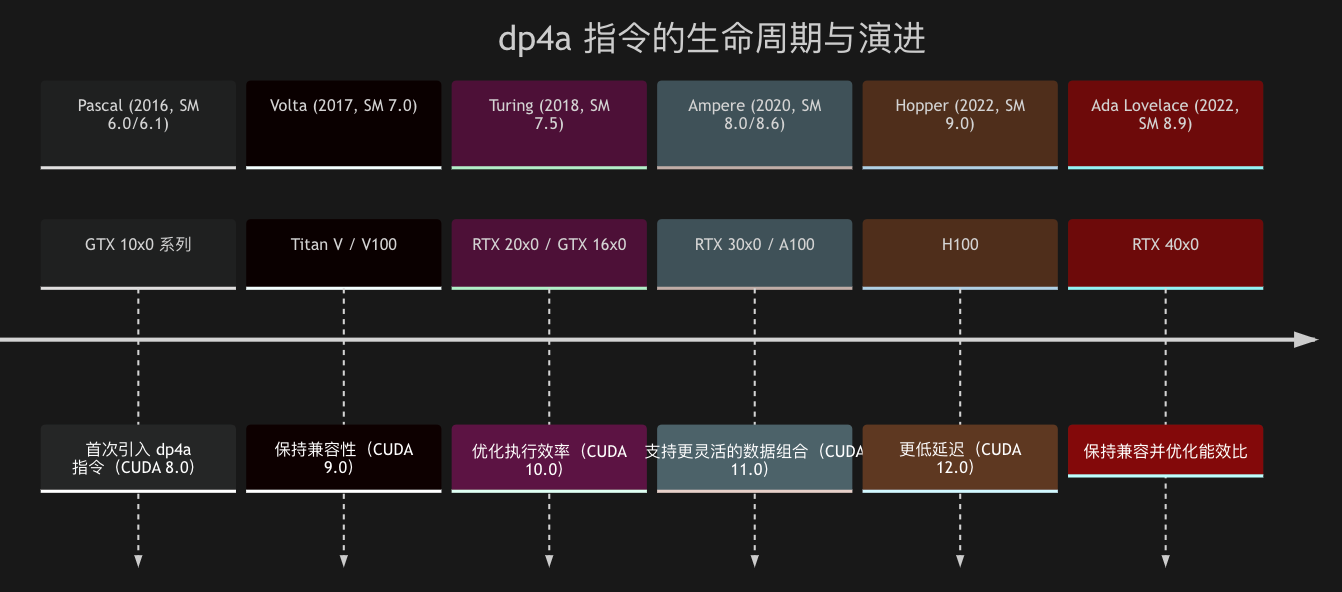 dp4a 指令的生命周期与演进
Pascal (2016, SM
6.0/6.1)
Volta (2017, SM 7.0)
Turing (2018, SM
7.5)
Ampere (2020, SM
8.0/8.6)
Hopper (2022, SM
9.0)
Ada Lovelace (2022,
SM 8.9)
GTX 10x0 系列
Titan V / V100
RTX 20x0 / GTX 16x0
RTX 30x0 / A100
H100
RTX 40x0
首次引入 dp4a
指令（CUDA 8.0）
保持兼容性（CUDA
9.0）
优化执行效率（CUDA
10.0）
支持更灵活的数据组合（CUDA
11.0）
更低延迟（CUDA
12.0）
保持兼容并优化能效比